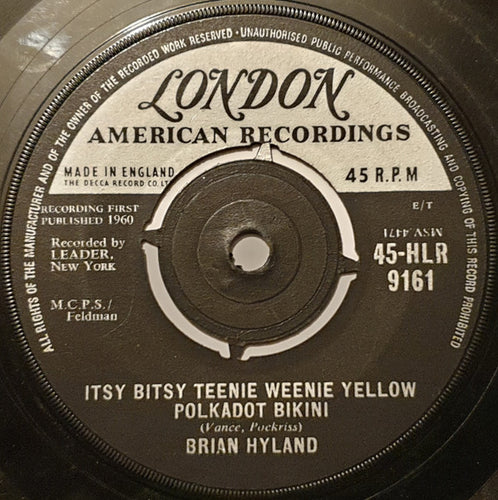 ALL RIGHTS OF THE MANUFACTURER AND OF THE OWNER OF THE RECORDED WORK RESERVED · UNAUTHORISED PUBLIC PERFORMANCE BROADCASTING AND COPYING OF THIS RECORD PROHIBITED
LONDON
AMERICAN RECORDINGS
MADE IN ENGLAND
THE DECCA RECORD CO. LTD
45 R.P.M
RECORDING FIRST
PUBLISHED 1960
E/T
Recorded by
LEADER,
NEW YORK
MSW 4471
45-HLR
9161
M.C.P.S./
Feldman
ITSY BITSY TEENIE WEENIE YELLOW
POLKADOT BIKINI
(Vance, Pockriss)
BRIAN HYLAND